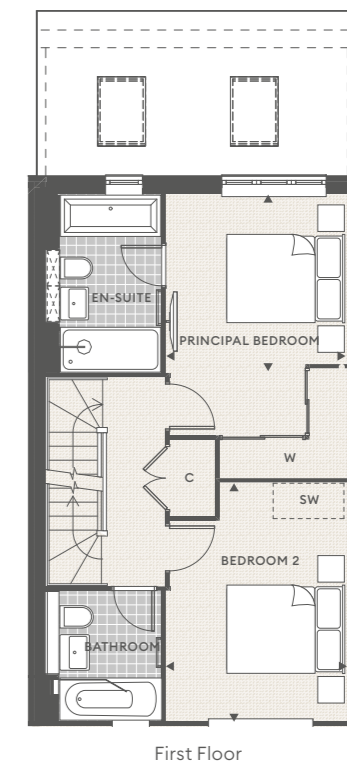 EN-SUITE
PRINCIPAL BEDROOM
W
C
SW
BEDROOM 2
BATHROOM
First Floor